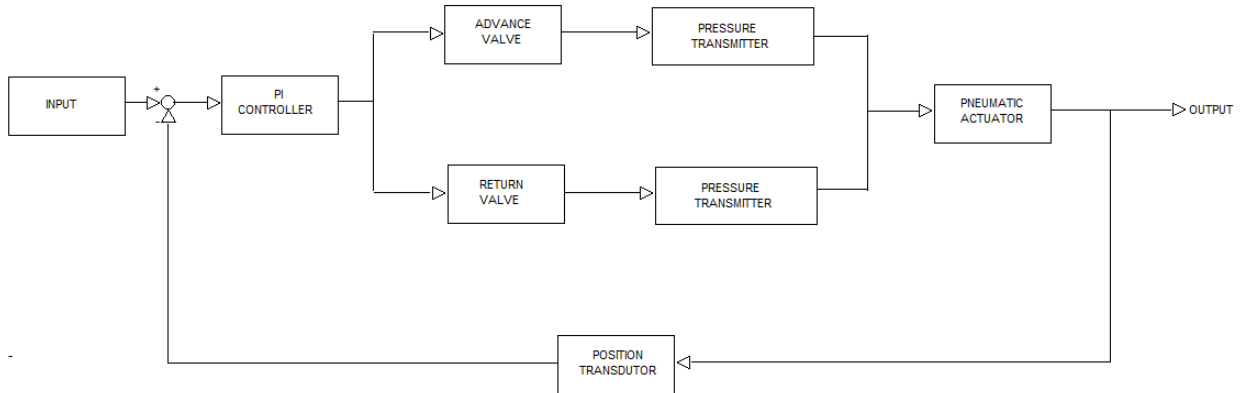 ADVANCE
VALVE
PRESSURE
TRANSMITTER
INPUT
+
-
PI
CONTROLLER
PNEUMATIC
ACTUATOR
OUTPUT
RETURN
VALVE
PRESSURE
TRANSMITTER
-
POSITION
TRANSDUTOR